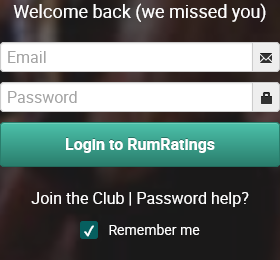 Welcome back (we missed you)
Email
Password
Login to RumRatings
Join the Club | Password help?
Remember me